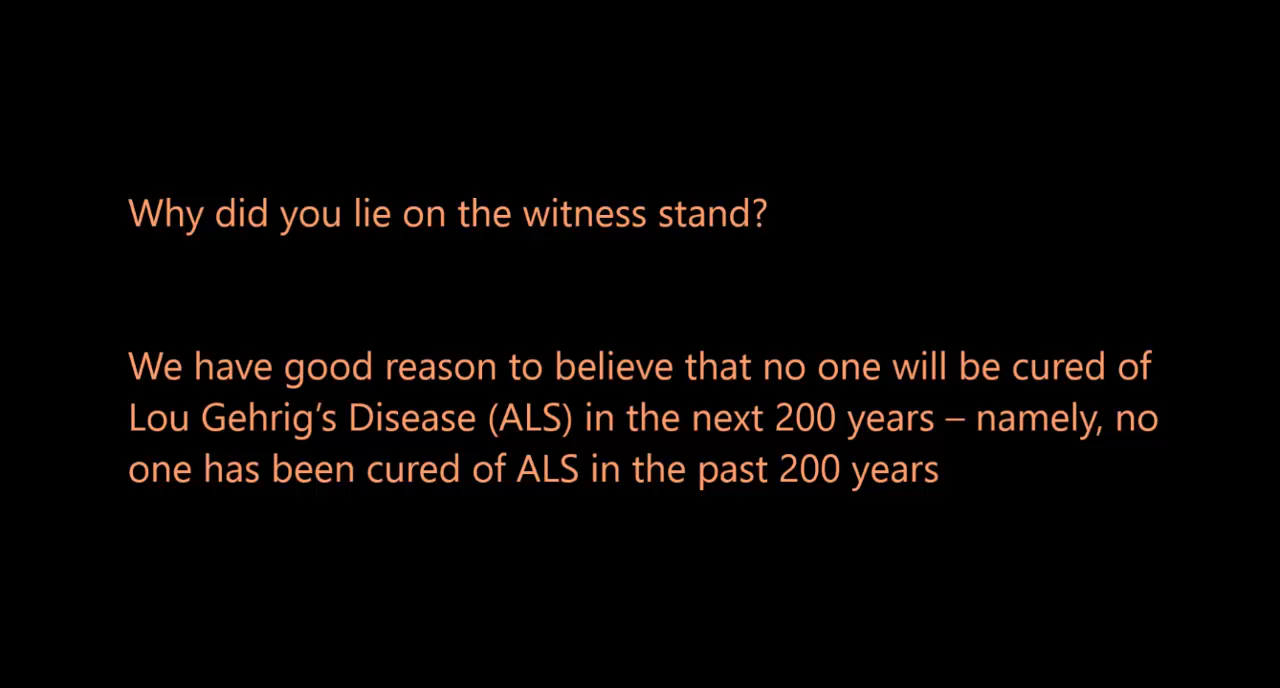 Why did you lie on the witness stand?
We have good reason to believe that no one will be cured of
Lou Gehrig’s Disease (ALS) in the next 200 years – namely, no
one has been cured of ALS in the past 200 years